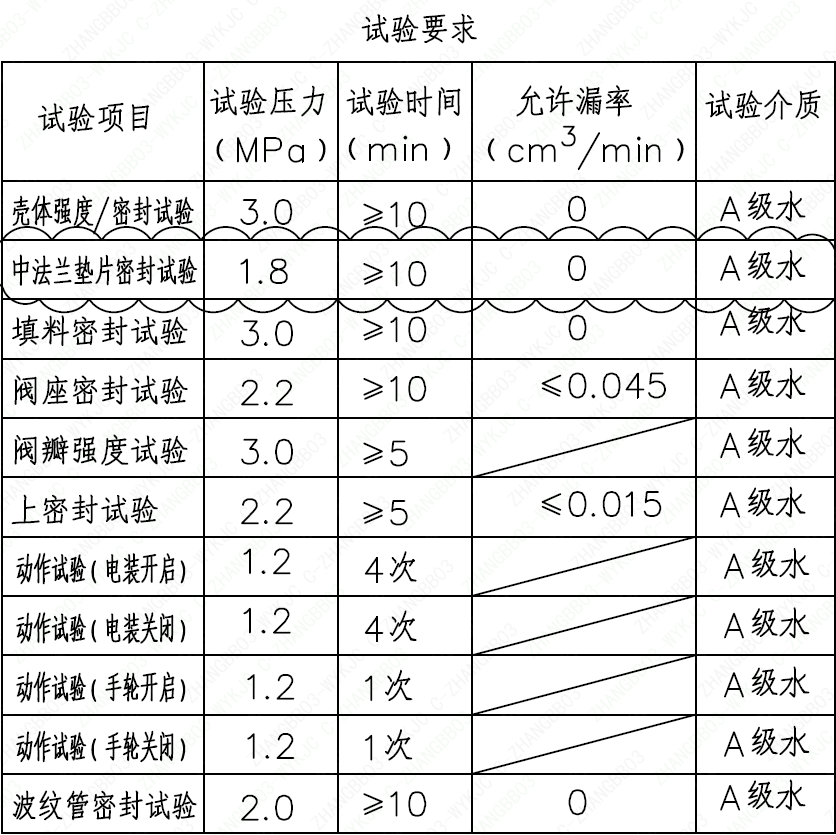 试验要求
试验项目 试验压力(MPa) 试验时间(min) 允许漏率(cm³/min) 试验介质
壳体强度/密封试验 3.0 ≥10 0 A级水
中法兰垫片密封试验 1.8 ≥10 0 A级水
填料密封试验 3.0 ≥10 0 A级水
阀座密封试验 2.2 ≥10 ≤0.045 A级水
阀瓣强度试验 3.0 ≥5 A级水
上密封试验 2.2 ≥5 ≤0.015 A级水
动作试验(电装开启) 1.2 4次 A级水
动作试验(电装关闭) 1.2 4次 A级水
动作试验(手轮开启) 1.2 1次 A级水
动作试验(手轮关闭) 1.2 1次 A级水
波纹管密封试验 2.0 ≥10 0 A级水